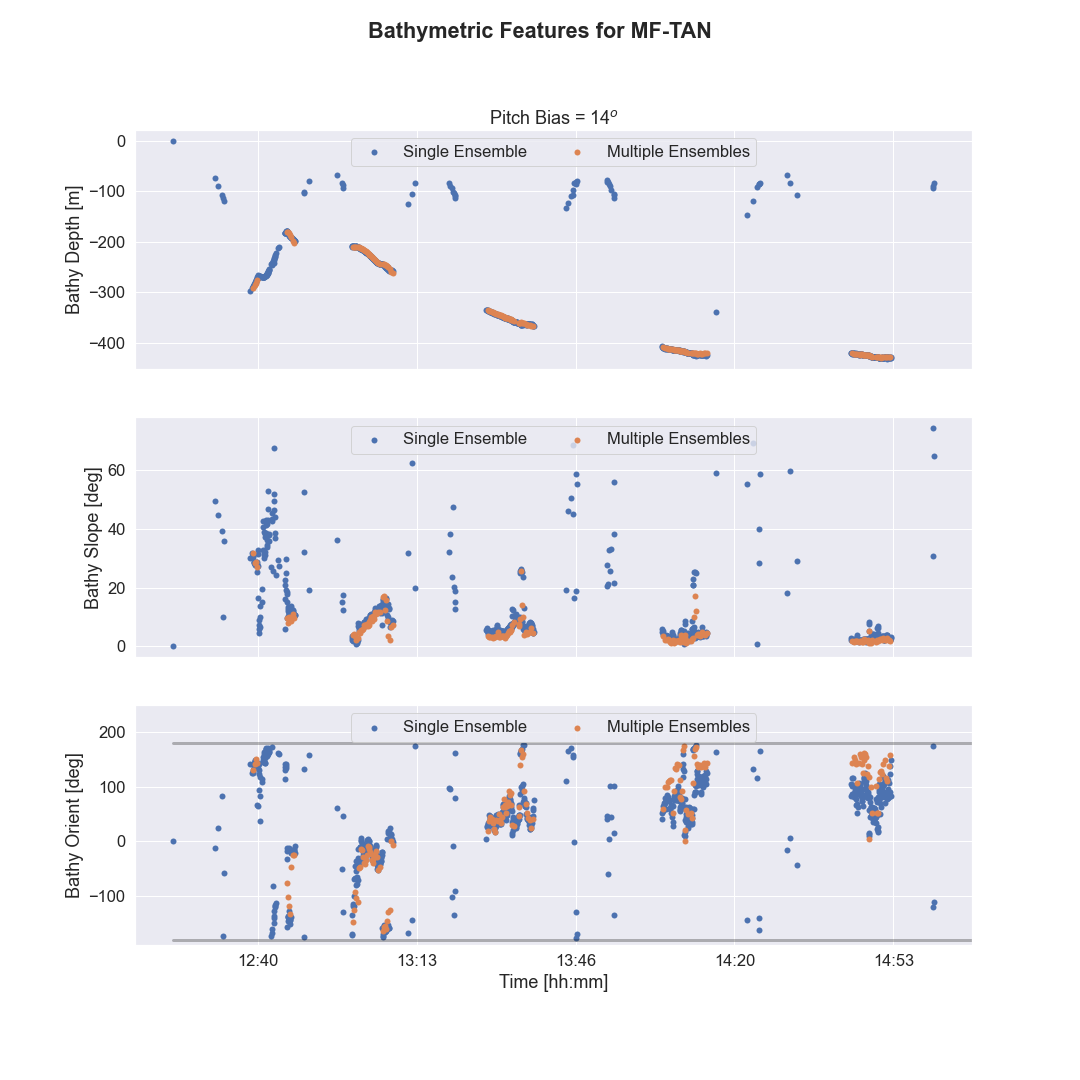 Bathymetric Features for MF-TAN
Pitch Bias = 14°
Single Ensemble Multiple Ensembles
0
−100
−200
−300
−400
Bathy Depth [m]
Single Ensemble Multiple Ensembles
60
40
20
0
Bathy Slope [deg]
Single Ensemble Multiple Ensembles
200
100
0
−100
Bathy Orient [deg]
12:40 13:13 13:46 14:20 14:53
Time [hh:mm]